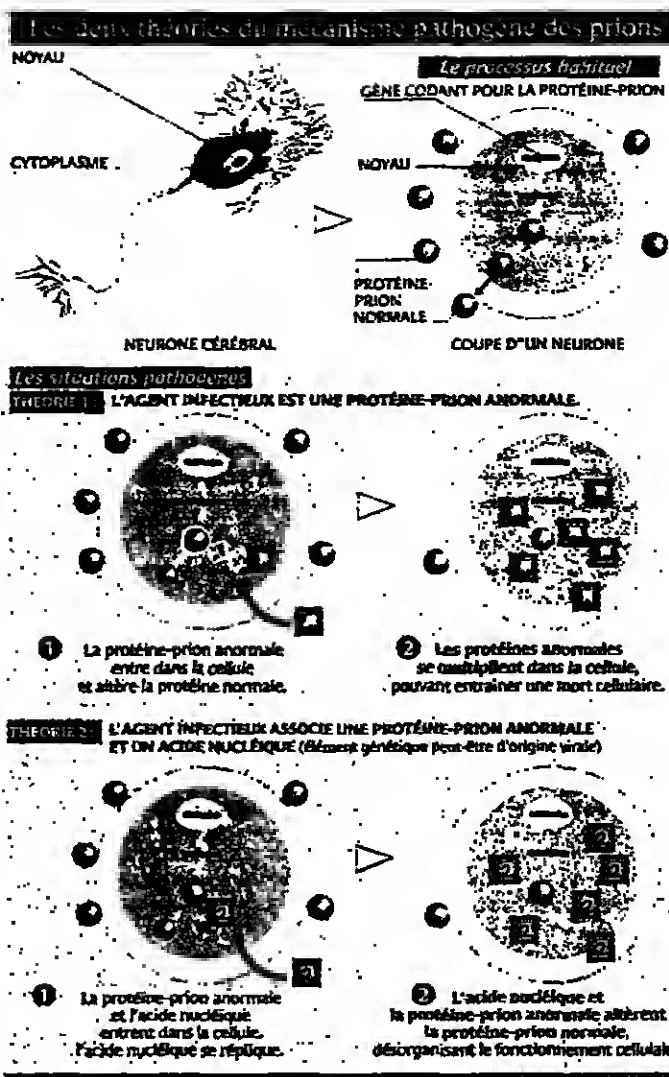 Les deux théories du mécanisme pathogène des prions
NOYAU
CYTOPLASME
NEURONE CÉRÉBRAL
Le processus habituel
GÈNE CODANT POUR LA PROTÉINE-PRION
NOYAU
PROTÉINE-
PRION
NORMALE
COUPE D'UN NEURONE
Les situations pathogènes
THÉORIE 1: L'AGENT INFECTIEUX EST UNE PROTÉINE-PRION ANORMALE.
1 La protéine-prion anormale
entre dans la cellule
et altère la protéine normale.
2 Les protéines anormales
se multiplient dans la cellule,
pouvant entraîner une mort cellulaire.
THÉORIE 2: L'AGENT INFECTIEUX ASSOCIE UNE PROTÉINE-PRION ANORMALE
ET UN ACIDE NUCLÉIQUE (élément génétique peut-être d'origine virale)
1 La protéine-prion anormale
et l'acide nucléique
entrent dans la cellule.
l'acide nucléique se réplique.
2 L'acide nucléique et
la protéine-prion anormale altèrent
la protéine-prion normale,
désorganisant le fonctionnement cellulaire